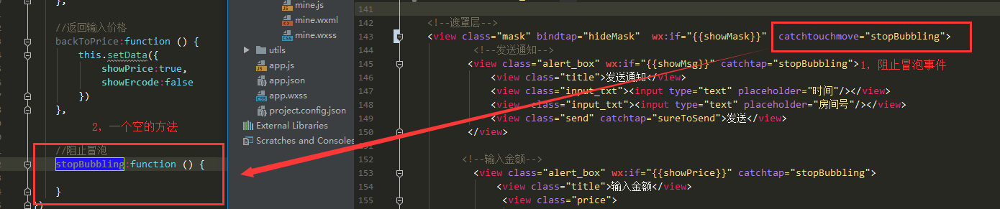 },
//返回输入价格
backToPrice:function () {
this.setData({
showPrice:true,
showErcode:false
})
},
2，一个空的方法
//阻止冒泡
stopBubbling:function () {
}
})
mine.js
mine.wxml
mine.wxss
utils
app.js
app.json
app.wxss
project.config.json
External Libraries
Scratches and Consoles
141
142 <!--遮罩层-->
143 <view class="mask" bindtap="hideMask" wx:if="{{showMask}}" catchtouchmove="stopBubbling">
144 <!--发送通知-->
145 <view class="alert_box" wx:if="{{showMsg}}" catchtap="stopBubbling">1，阻止冒泡事件
146 <view class="title">发送通知</view>
147 <view class="input_txt"><input type="text" placeholder="时间"/></view>
148 <view class="input_txt"><input type="text" placeholder="房间号"/></view>
149 <view class="send" catchtap="sureToSend">发送</view>
150 </view>
152 <!--输入金额-->
153 <view class="alert_box" wx:if="{{showPrice}}" catchtap="stopBubbling">
154 <view class="title">输入金额</view>
155 <view class="price">